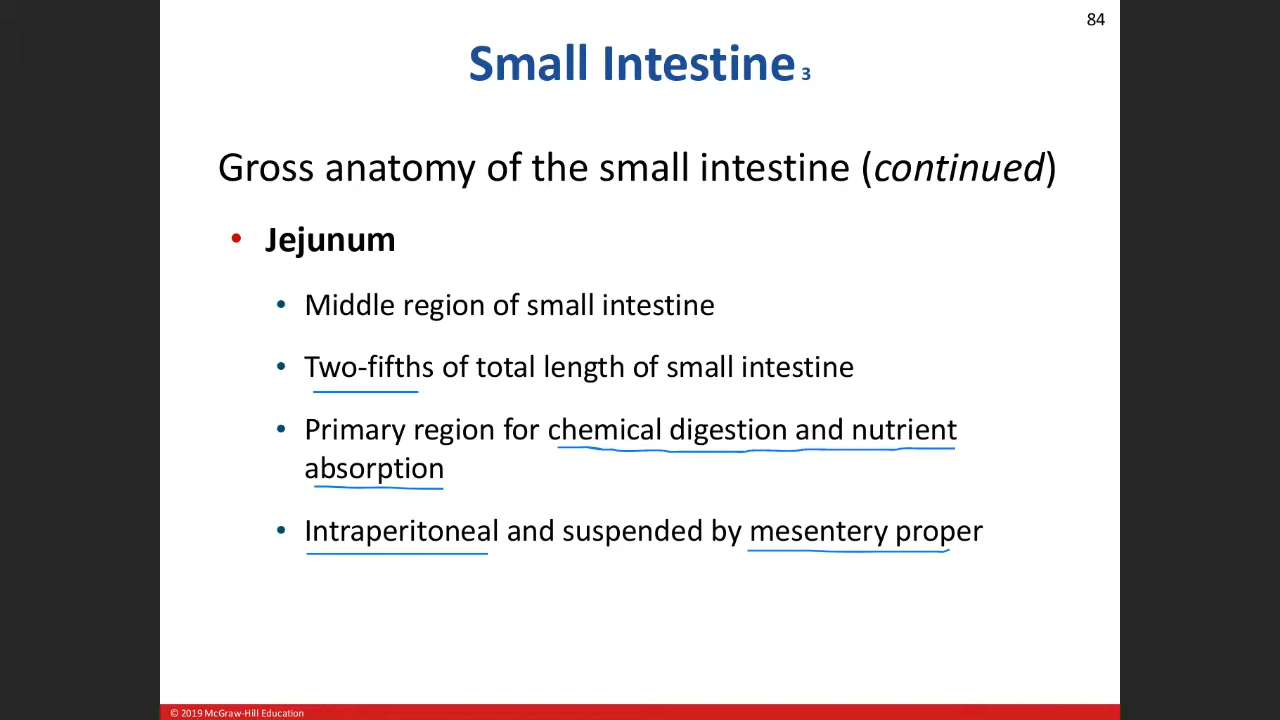 84
Small Intestine 3
Gross anatomy of the small intestine (continued)
• Jejunum
• Middle region of small intestine
• Two-fifths of total length of small intestine
• Primary region for chemical digestion and nutrient
absorption
• Intraperitoneal and suspended by mesentery proper
© 2019 McGraw-Hill Education